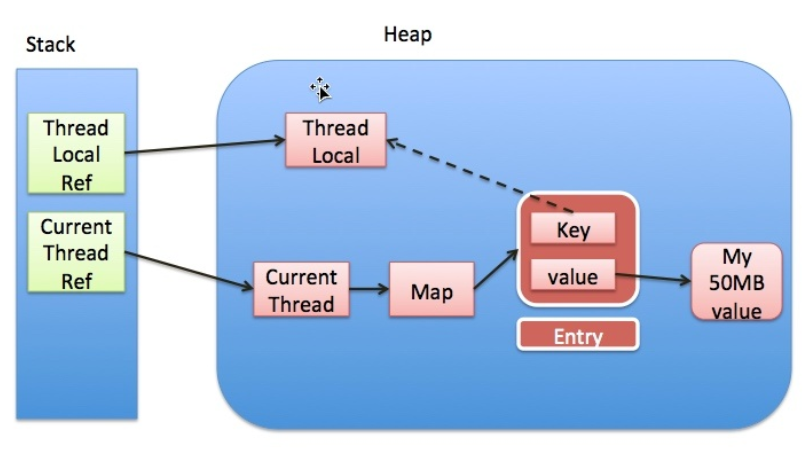 Stack
Heap
Thread
Local
Ref
Thread
Local
Current
Thread
Ref
Key
Current
Thread
Map
value
My
50MB
value
Entry